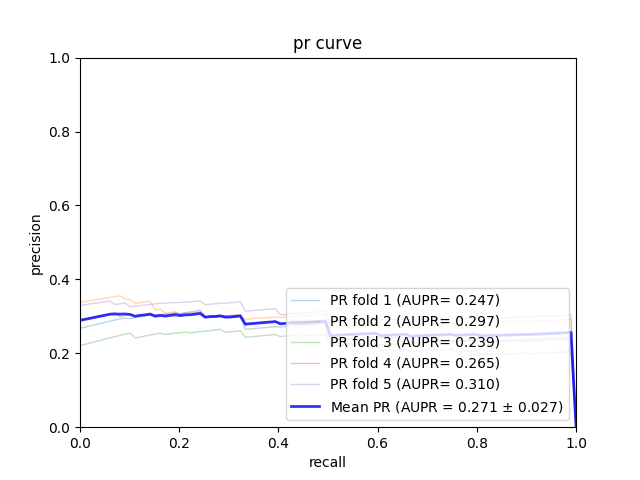 pr curve
1.0
0.8
0.6
0.4
0.2
0.0
precision
PR fold 1 (AUPR= 0.247)
PR fold 2 (AUPR= 0.297)
PR fold 3 (AUPR= 0.239)
PR fold 4 (AUPR= 0.265)
PR fold 5 (AUPR= 0.310)
Mean PR (AUPR = 0.271 ± 0.027)
0.0 0.2 0.4 0.6 0.8 1.0
recall